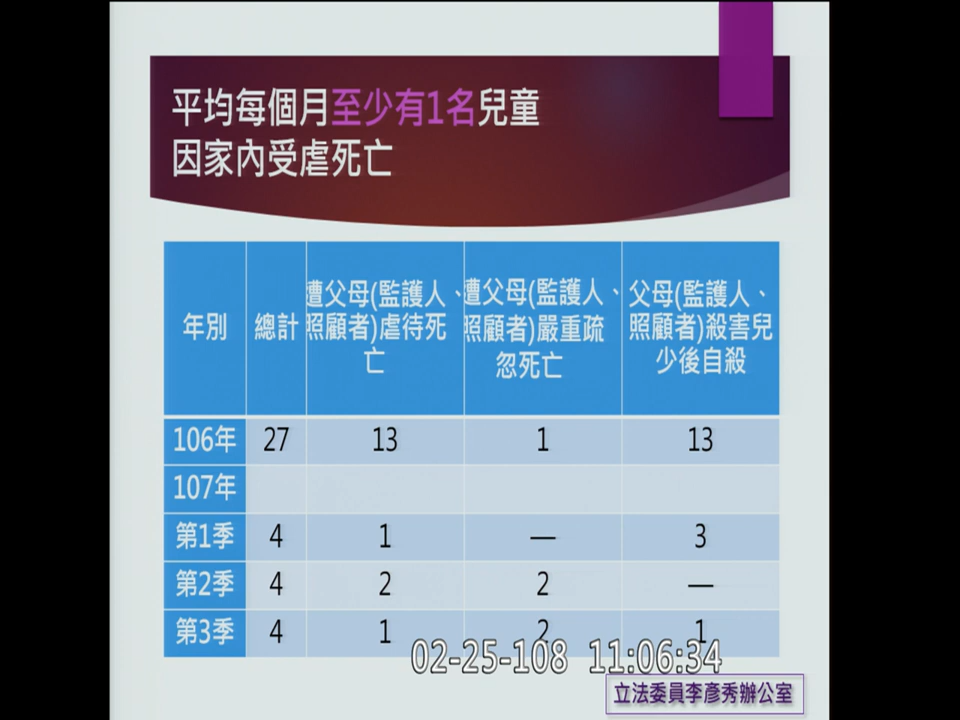 平均每個月至少有1名兒童
因家內受虐死亡
年別 總計 遭父母(監護人、照顧者)虐待死亡 遭父母(監護人、照顧者)嚴重疏忽死亡 父母(監護人、照顧者)殺害兒少後自殺
106年 27 13 1 13
107年
第1季 4 1 — 3
第2季 4 2 2 —
第3季 4 1 2 1
02-25-108 11:06:34
立法委員李彥秀辦公室